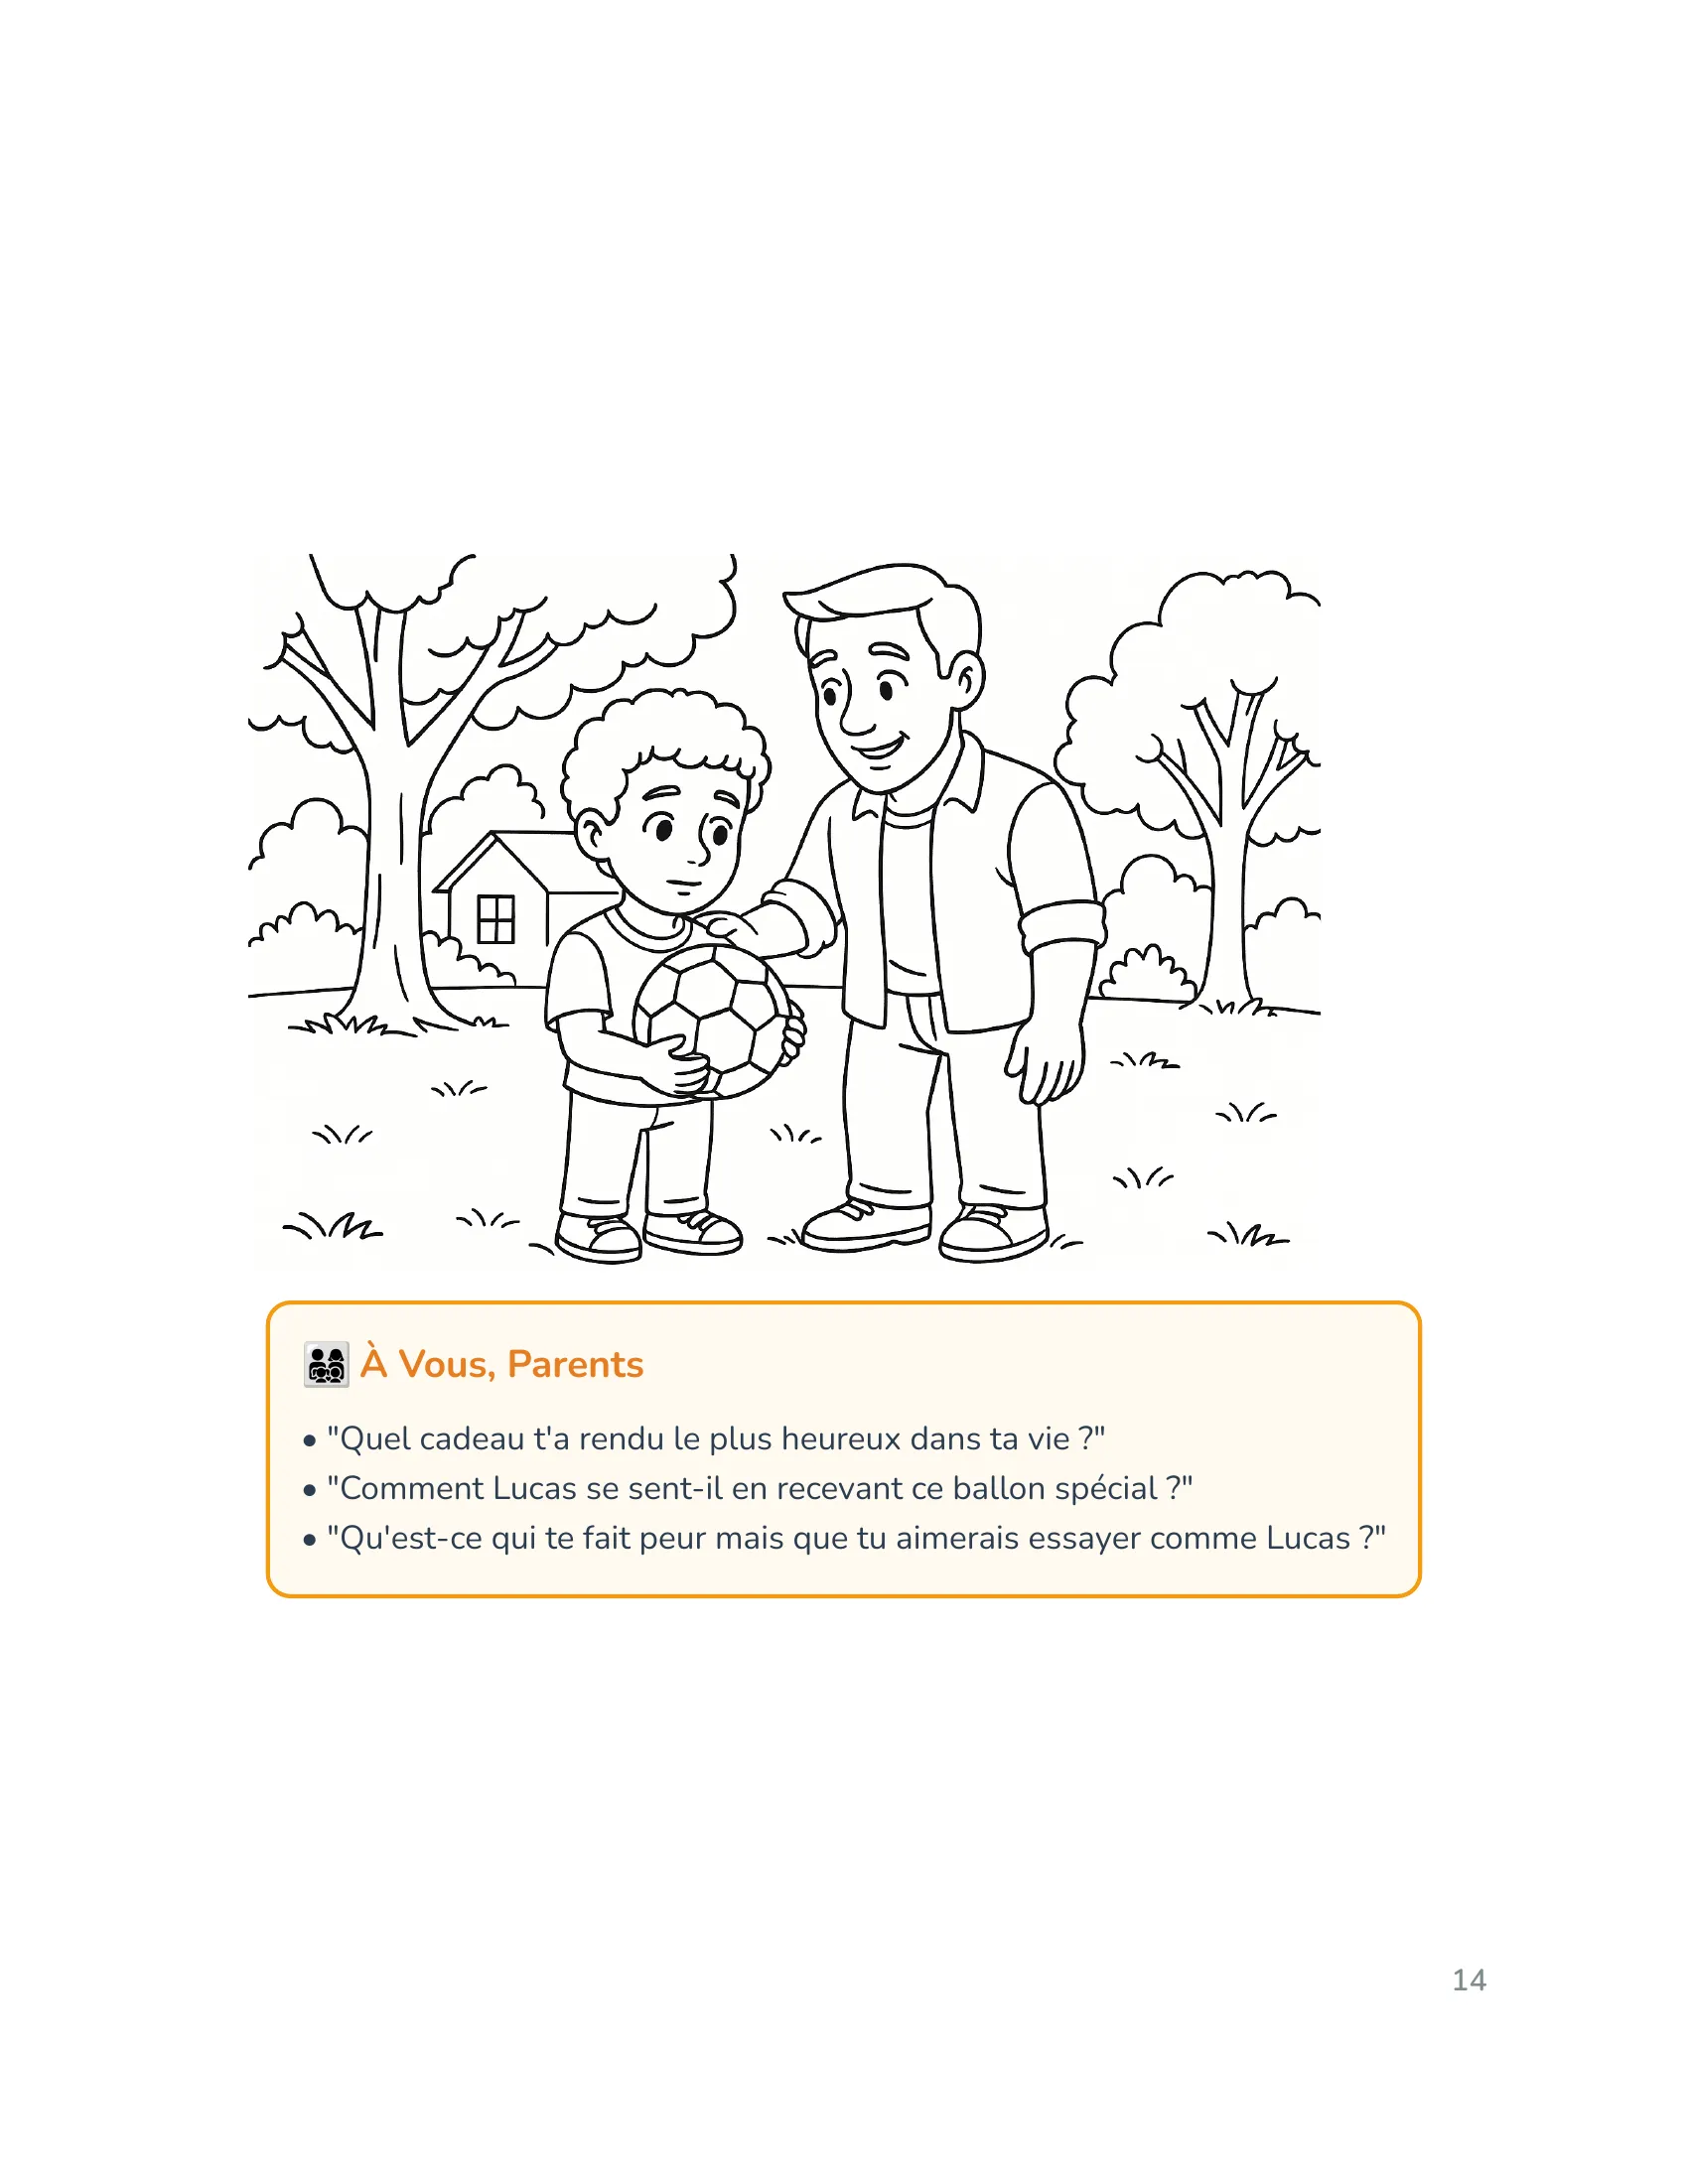 À Vous, Parents
• "Quel cadeau t'a rendu le plus heureux dans ta vie ?"
• "Comment Lucas se sent-il en recevant ce ballon spécial ?"
• "Qu'est-ce qui te fait peur mais que tu aimerais essayer comme Lucas ?"
14